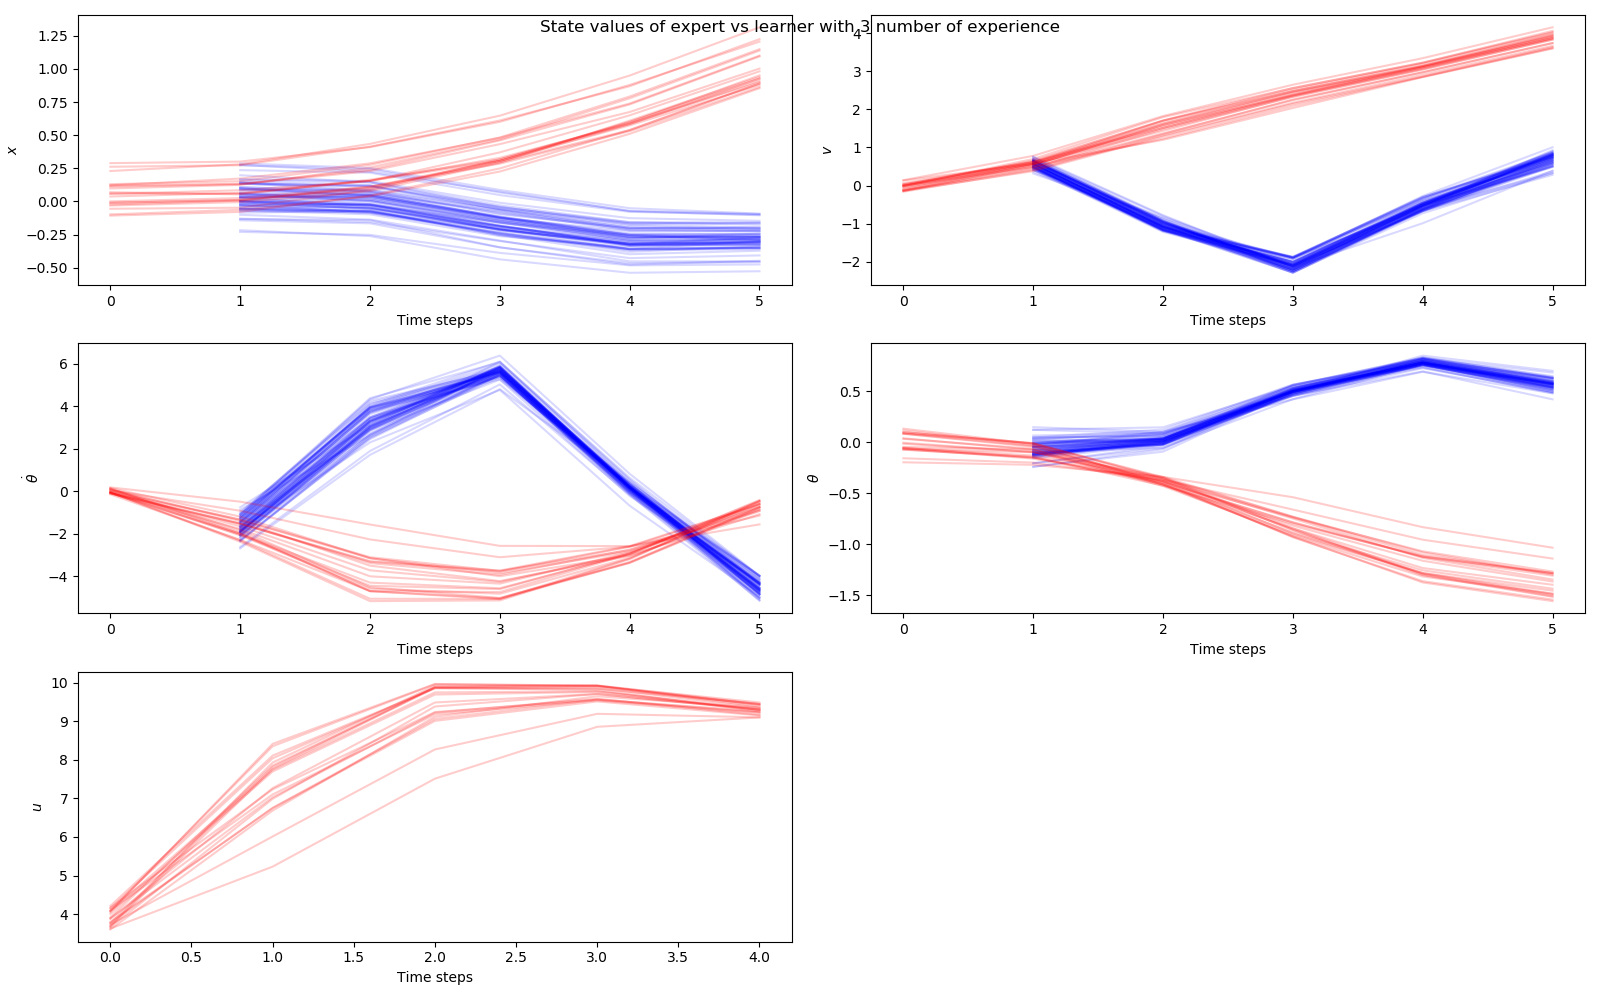 State values of expert vs learner with 3 number of experience
1.25
1.00
0.75
0.50
0.25
0.00
−0.25
−0.50
x
0 1 2 3 4 5
Time steps
4
3
2
1
0
−1
−2
v
0 1 2 3 4 5
Time steps
6
4
2
0
−2
−4
θ̇
0 1 2 3 4 5
Time steps
0.5
0.0
−0.5
−1.0
−1.5
θ
0 1 2 3 4 5
Time steps
10
9
8
7
6
5
4
u
0.0 0.5 1.0 1.5 2.0 2.5 3.0 3.5 4.0
Time steps